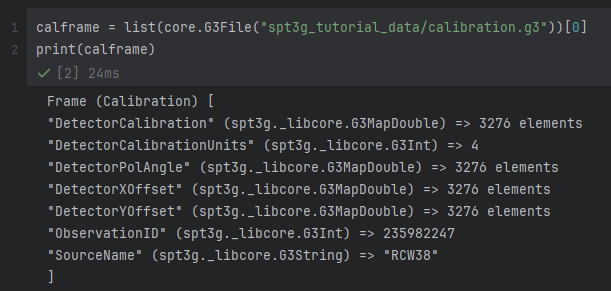 1 calframe = list(core.G3File("spt3g_tutorial_data/calibration.g3"))[0]
2 print(calframe)
[2] 24ms
Frame (Calibration) [
"DetectorCalibration" (spt3g._libcore.G3MapDouble) => 3276 elements
"DetectorCalibrationUnits" (spt3g._libcore.G3Int) => 4
"DetectorPolAngle" (spt3g._libcore.G3MapDouble) => 3276 elements
"DetectorXOffset" (spt3g._libcore.G3MapDouble) => 3276 elements
"DetectorYOffset" (spt3g._libcore.G3MapDouble) => 3276 elements
"ObservationID" (spt3g._libcore.G3Int) => 235982247
"SourceName" (spt3g._libcore.G3String) => "RCW38"
]